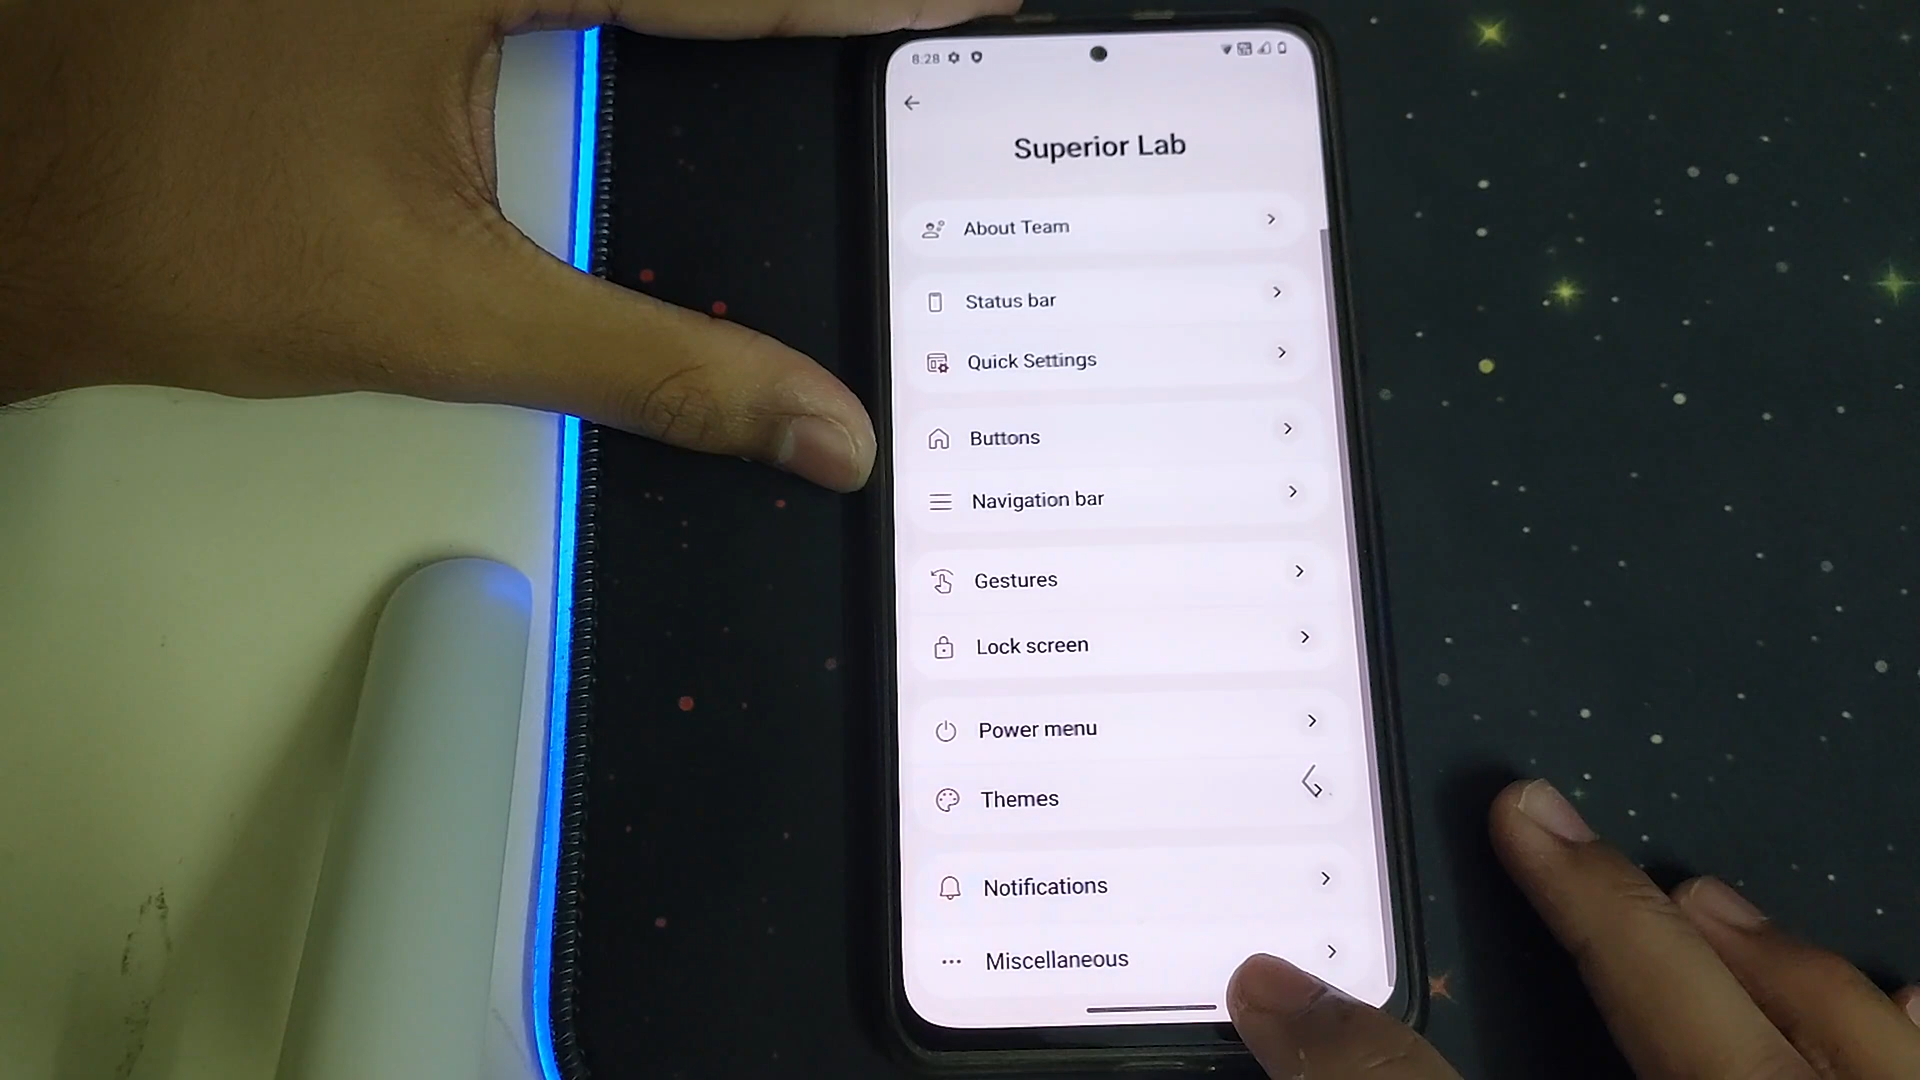 8:28
Superior Lab
About Team
Status bar
Quick Settings
Buttons
Navigation bar
Gestures
Lock screen
Power menu
Themes
Notifications
Miscellaneous